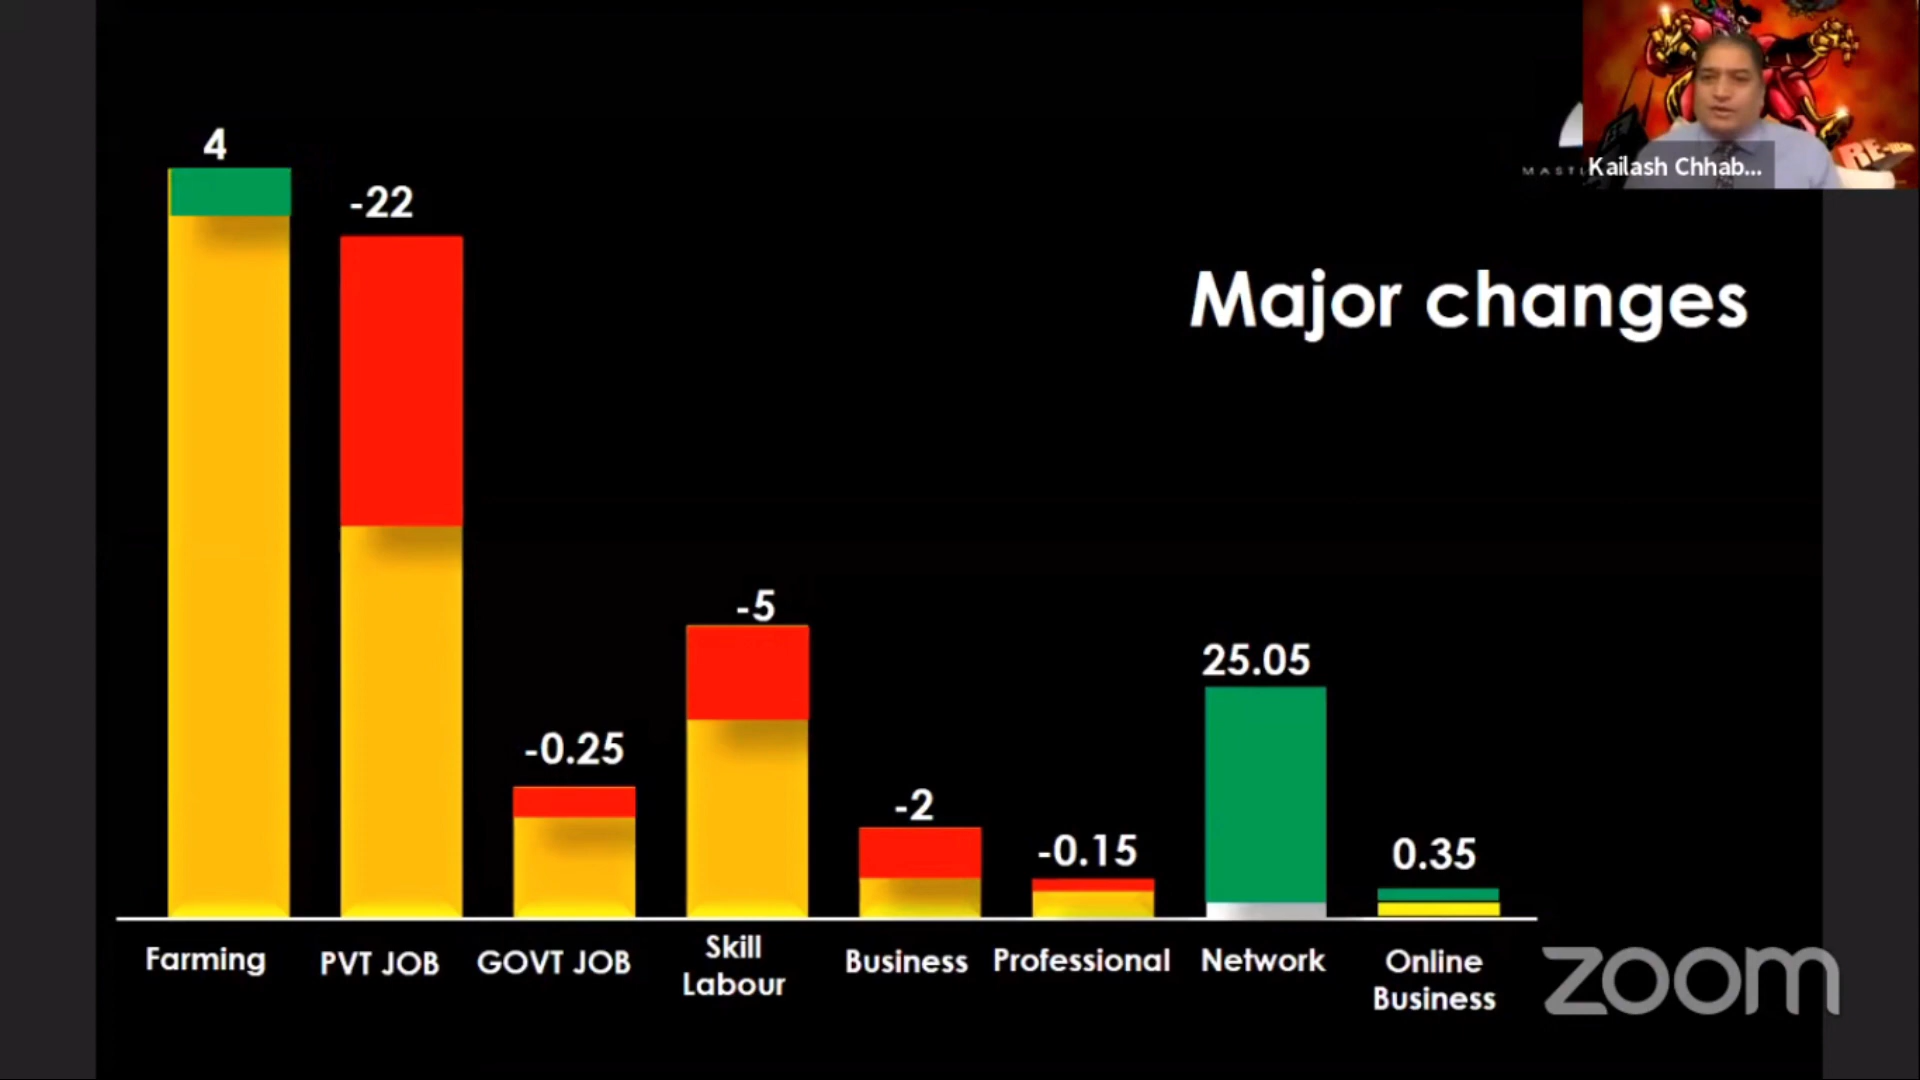 4
-22
-0.25
-5
-2
-0.15
25.05
0.35
Major changes
Farming
PVT JOB
GOVT JOB
Skill
Labour
Business
Professional
Network
Online
Business
Kailash Chhab...
zoom